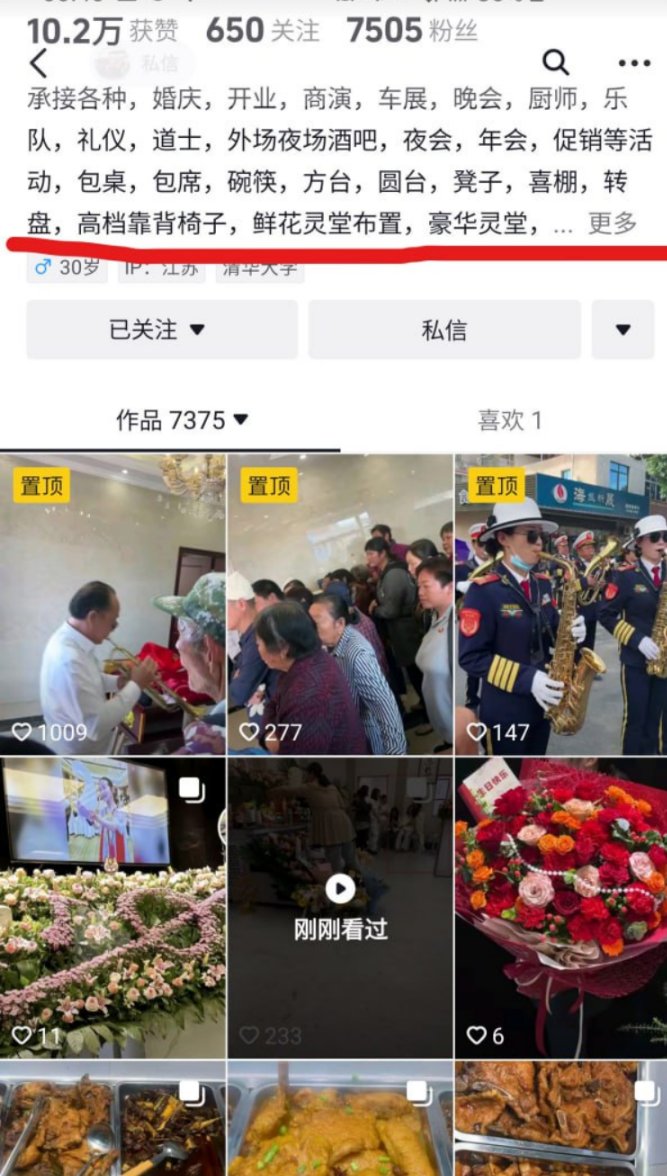 10.2万 获赞 650 关注 7505 粉丝
私信
承接各种，婚庆，开业，商演，车展，晚会，厨师，乐
队，礼仪，道士，外场夜场酒吧，夜会，年会，促销等活
动，包桌，包席，碗筷，方台，圆台，凳子，喜棚，转
盘，高档靠背椅子，鲜花灵堂布置，豪华灵堂，... 更多
♂ 30岁 IP：江苏 清华大学
已关注 ▼ 私信 ▼
作品 7375 ▼ 喜欢 1
置顶 置顶 置顶
1009 277 147
刚刚看过
生日快乐
11 233 6